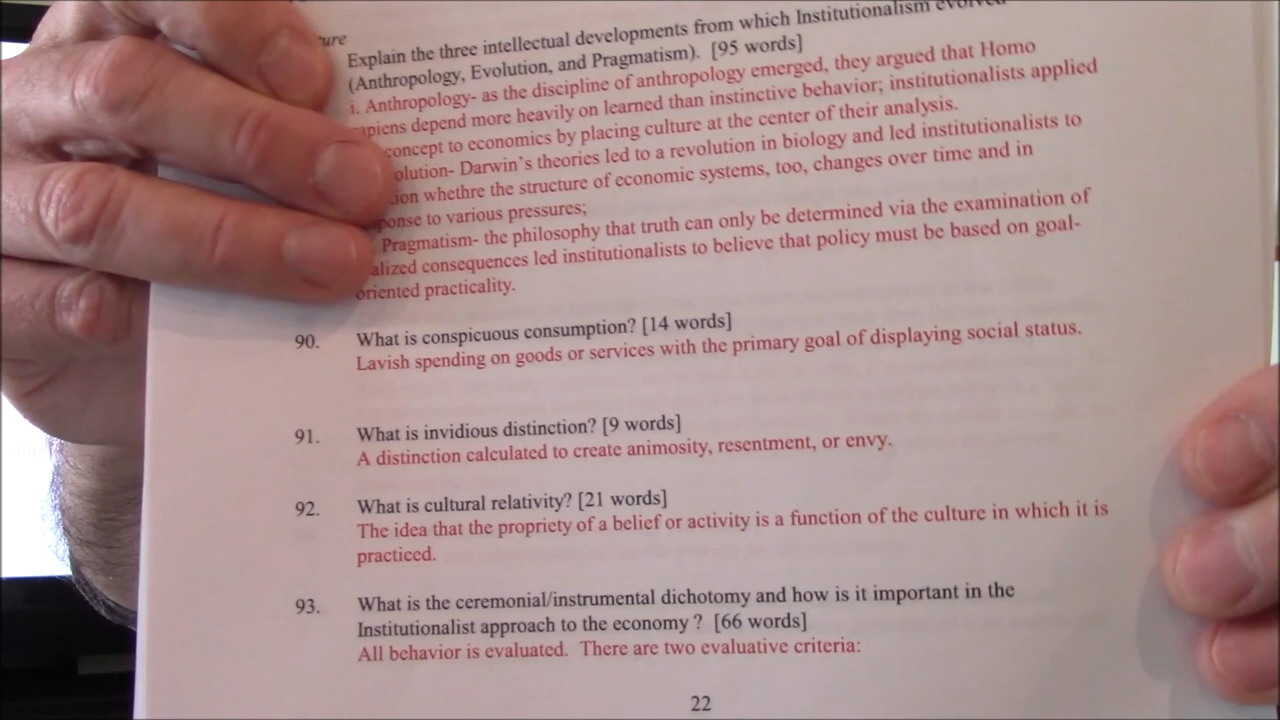 ture
Explain the three intellectual developments from which Institutionalism evolved
(Anthropology, Evolution, and Pragmatism). [95 words]
i. Anthropology- as the discipline of anthropology emerged, they argued that Homo
apiens depend more heavily on learned than instinctive behavior; institutionalists applied
concept to economics by placing culture at the center of their analysis.
olution- Darwin's theories led to a revolution in biology and led institutionalists to
ion whethre the structure of economic systems, too, changes over time and in
ponse to various pressures;
Pragmatism- the philosophy that truth can only be determined via the examination of
alized consequences led institutionalists to believe that policy must be based on goal-
oriented practicality.
90. What is conspicuous consumption? [14 words]
Lavish spending on goods or services with the primary goal of displaying social status.
91. What is invidious distinction? [9 words]
A distinction calculated to create animosity, resentment, or envy.
92. What is cultural relativity? [21 words]
The idea that the propriety of a belief or activity is a function of the culture in which it is
practiced.
93. What is the ceremonial/instrumental dichotomy and how is it important in the
Institutionalist approach to the economy ? [66 words]
All behavior is evaluated. There are two evaluative criteria:
22